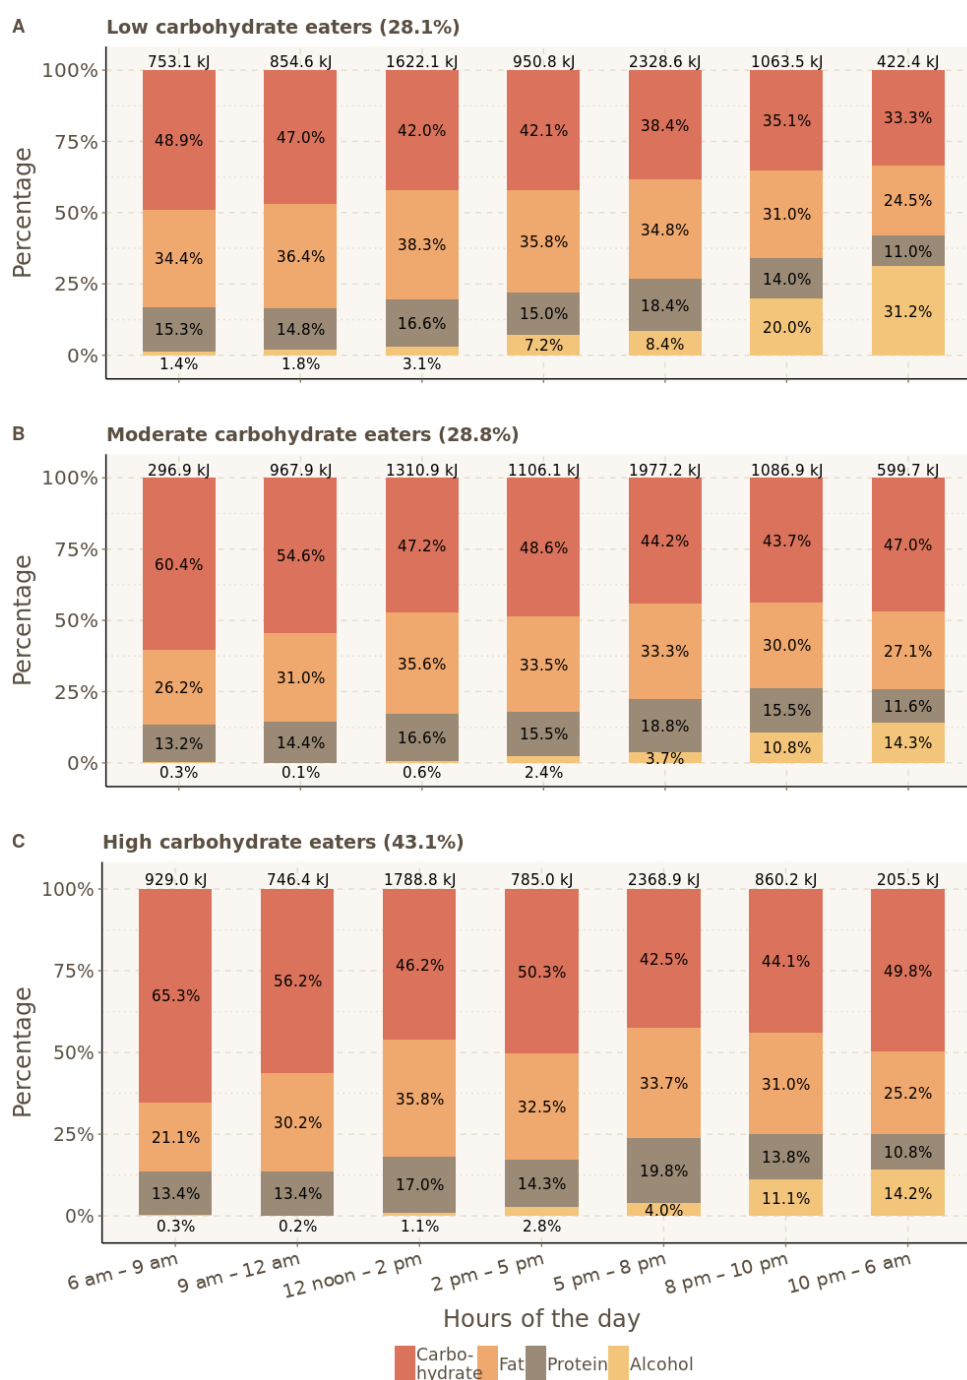 A
Low carbohydrate eaters (28.1%)
753.1 kJ 854.6 kJ 1622.1 kJ 950.8 kJ 2328.6 kJ 1063.5 kJ 422.4 kJ
100%
75%
50%
25%
0%
Percentage
48.9% 47.0% 42.0% 42.1% 38.4% 35.1% 33.3%
34.4% 36.4% 38.3% 35.8% 34.8% 31.0% 24.5%
15.3% 14.8% 16.6% 15.0% 18.4% 14.0% 11.0%
1.4% 1.8% 3.1% 7.2% 8.4% 20.0% 31.2%
B
Moderate carbohydrate eaters (28.8%)
296.9 kJ 967.9 kJ 1310.9 kJ 1106.1 kJ 1977.2 kJ 1086.9 kJ 599.7 kJ
100%
75%
50%
25%
0%
Percentage
60.4% 54.6% 47.2% 48.6% 44.2% 43.7% 47.0%
26.2% 31.0% 35.6% 33.5% 33.3% 30.0% 27.1%
13.2% 14.4% 16.6% 15.5% 18.8% 15.5% 11.6%
0.3% 0.1% 0.6% 2.4% 3.7% 10.8% 14.3%
C
High carbohydrate eaters (43.1%)
929.0 kJ 746.4 kJ 1788.8 kJ 785.0 kJ 2368.9 kJ 860.2 kJ 205.5 kJ
100%
75%
50%
25%
0%
Percentage
65.3% 56.2% 46.2% 50.3% 42.5% 44.1% 49.8%
21.1% 30.2% 35.8% 32.5% 33.7% 31.0% 25.2%
13.4% 13.4% 17.0% 14.3% 19.8% 13.8% 10.8%
0.3% 0.2% 1.1% 2.8% 4.0% 11.1% 14.2%
6 am – 9 am 9 am – 12 am 12 noon – 2 pm 2 pm – 5 pm 5 pm – 8 pm 8 pm – 10 pm 10 pm – 6 am
Hours of the day
Carbo-
hydrate Fat Protein Alcohol